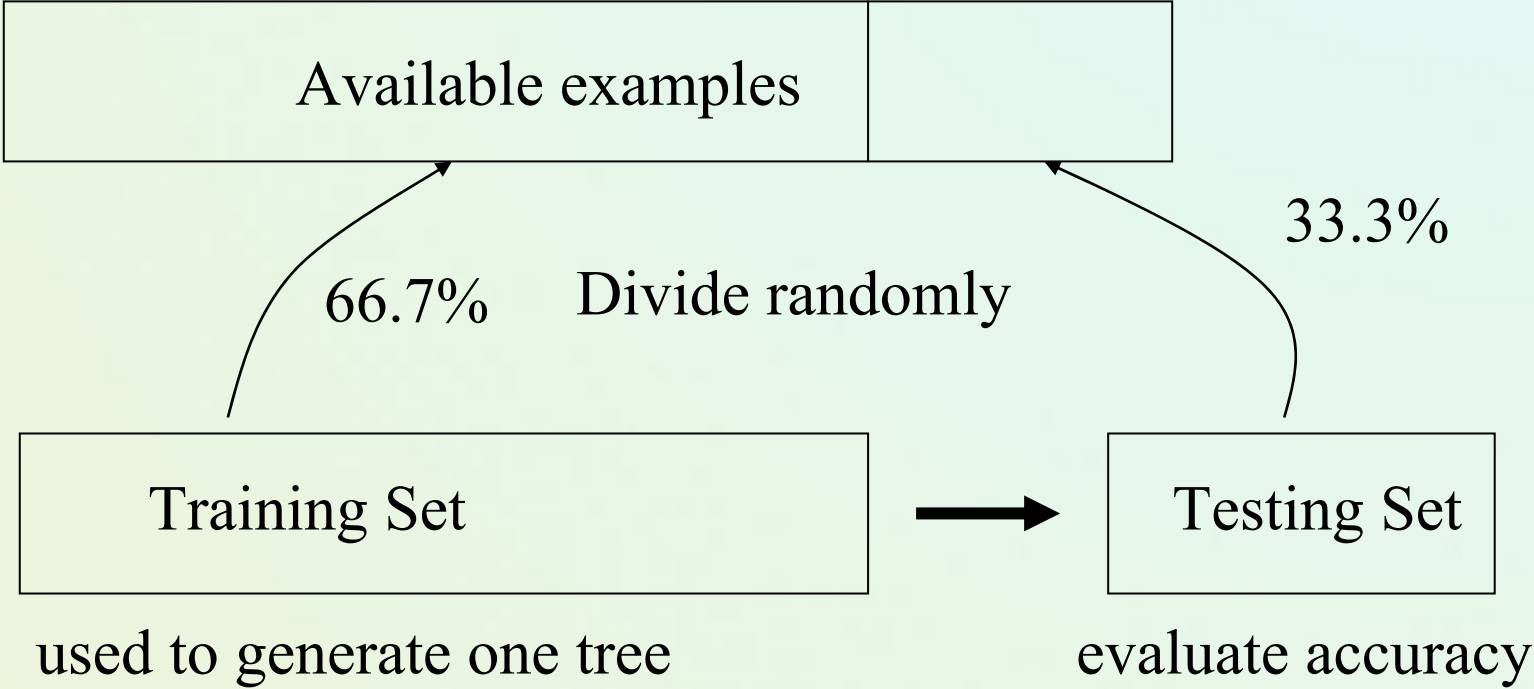 Available examples
33.3%
66.7%
Divide randomly
Training Set
Testing Set
used to generate one tree
evaluate accuracy